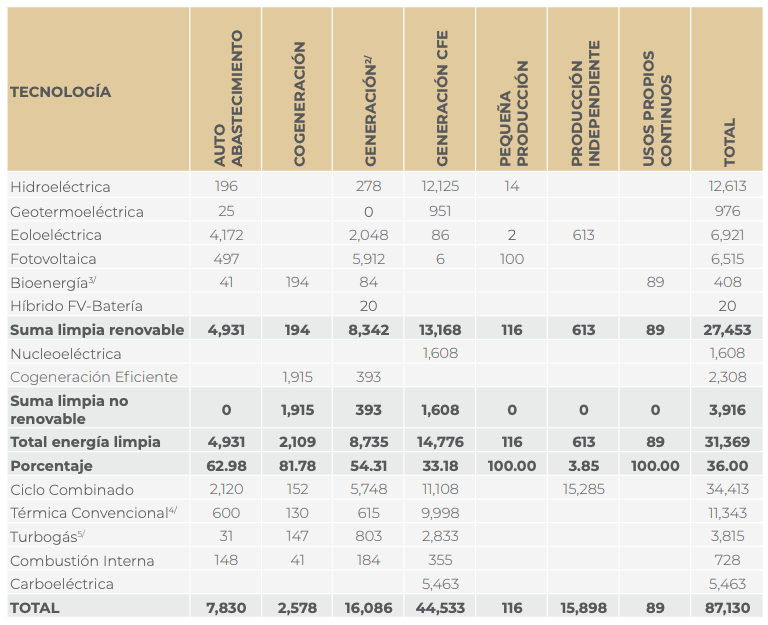 TECNOLOGÍA AUTO ABASTECIMIENTO COGENERACIÓN GENERACIÓN2/ GENERACIÓN CFE PEQUEÑA PRODUCCIÓN PRODUCCIÓN INDEPENDIENTE USOS PROPIOS CONTINUOS TOTAL
Hidroeléctrica 196 278 12,125 14 12,613
Geotermoeléctrica 25 0 951 976
Eoloeléctrica 4,172 2,048 86 2 613 6,921
Fotovoltaica 497 5,912 6 100 6,515
Bioenergía3/ 41 194 84 89 408
Híbrido FV-Batería 20 20
Suma limpia renovable 4,931 194 8,342 13,168 116 613 89 27,453
Nucleoeléctrica 1,608 1,608
Cogeneración Eficiente 1,915 393 2,308
Suma limpia no
renovable 0 1,915 393 1,608 0 0 0 3,916
Total energía limpia 4,931 2,109 8,735 14,776 116 613 89 31,369
Porcentaje 62.98 81.78 54.31 33.18 100.00 3.85 100.00 36.00
Ciclo Combinado 2,120 152 5,748 11,108 15,285 34,413
Térmica Convencional4/ 600 130 615 9,998 11,343
Turbogás5/ 31 147 803 2,833 3,815
Combustión Interna 148 41 184 355 728
Carboeléctrica 5,463 5,463
TOTAL 7,830 2,578 16,086 44,533 116 15,898 89 87,130